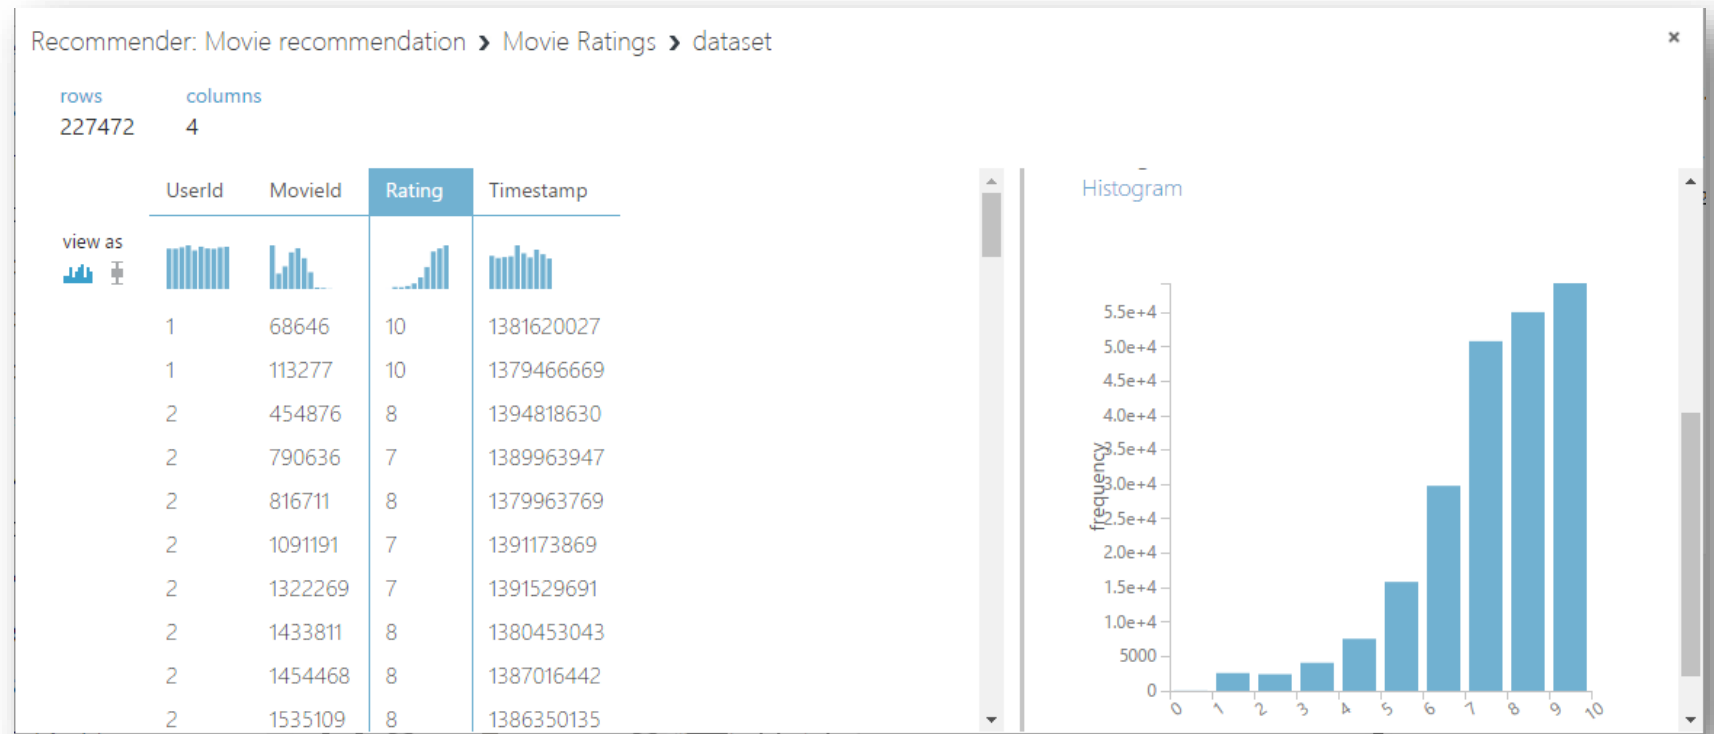 Recommender: Movie recommendation ❯ Movie Ratings ❯ dataset ×
rows columns
227472 4
UserId MovieId Rating Timestamp
view as
1 68646 10 1381620027
1 113277 10 1379466669
2 454876 8 1394818630
2 790636 7 1389963947
2 816711 8 1379963769
2 1091191 7 1391173869
2 1322269 7 1391529691
2 1433811 8 1380453043
2 1454468 8 1387016442
2 1535109 8 1386350135
Histogram
frequency
5.5e+4
5.0e+4
4.5e+4
4.0e+4
3.5e+4
3.0e+4
2.5e+4
2.0e+4
1.5e+4
1.0e+4
5000
0
0 1 2 3 4 5 6 7 8 9 10